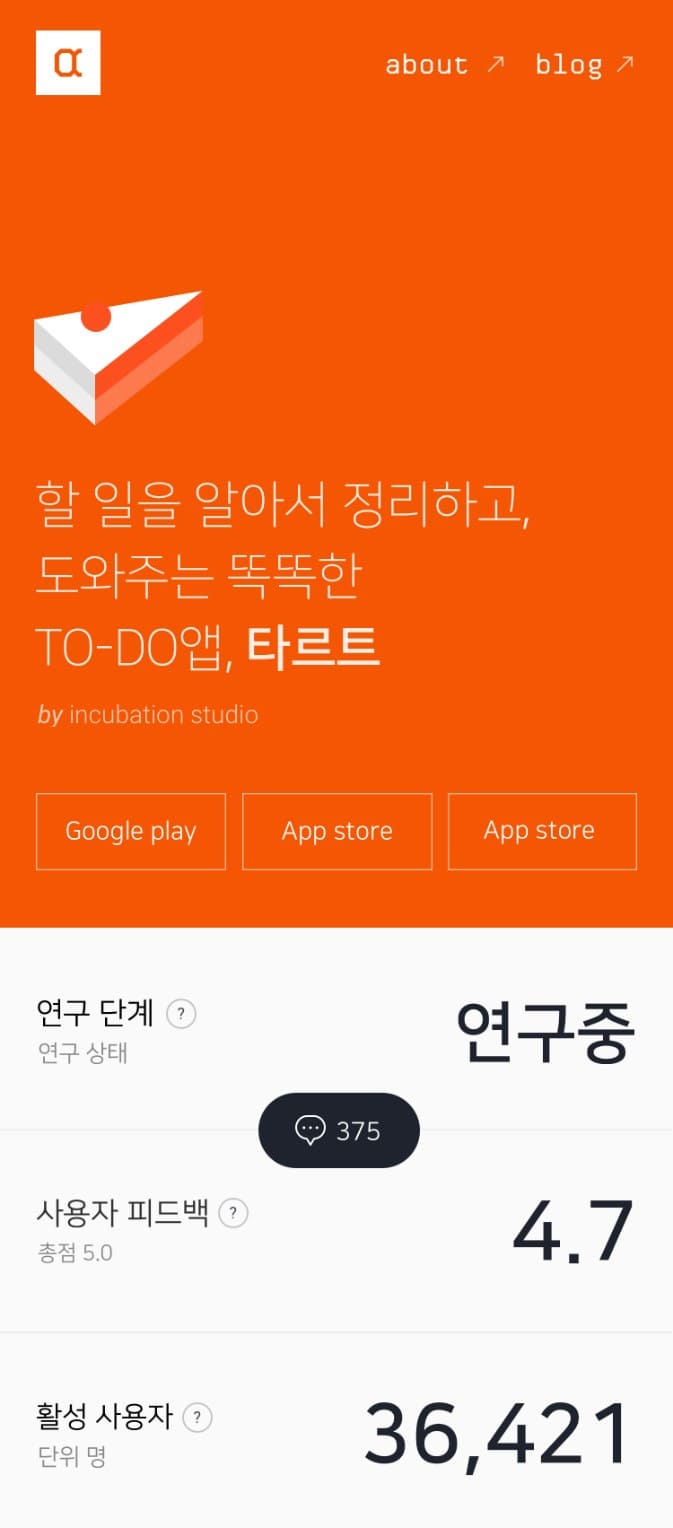 α
about ↗ blog ↗
할 일을 알아서 정리하고,
도와주는 똑똑한
TO-DO앱, 타르트
by incubation studio
Google play
App store
App store
연구 단계 ?
연구 상태
연구중
375
사용자 피드백 ?
총점 5.0
4.7
활성 사용자 ?
단위 명
36,421